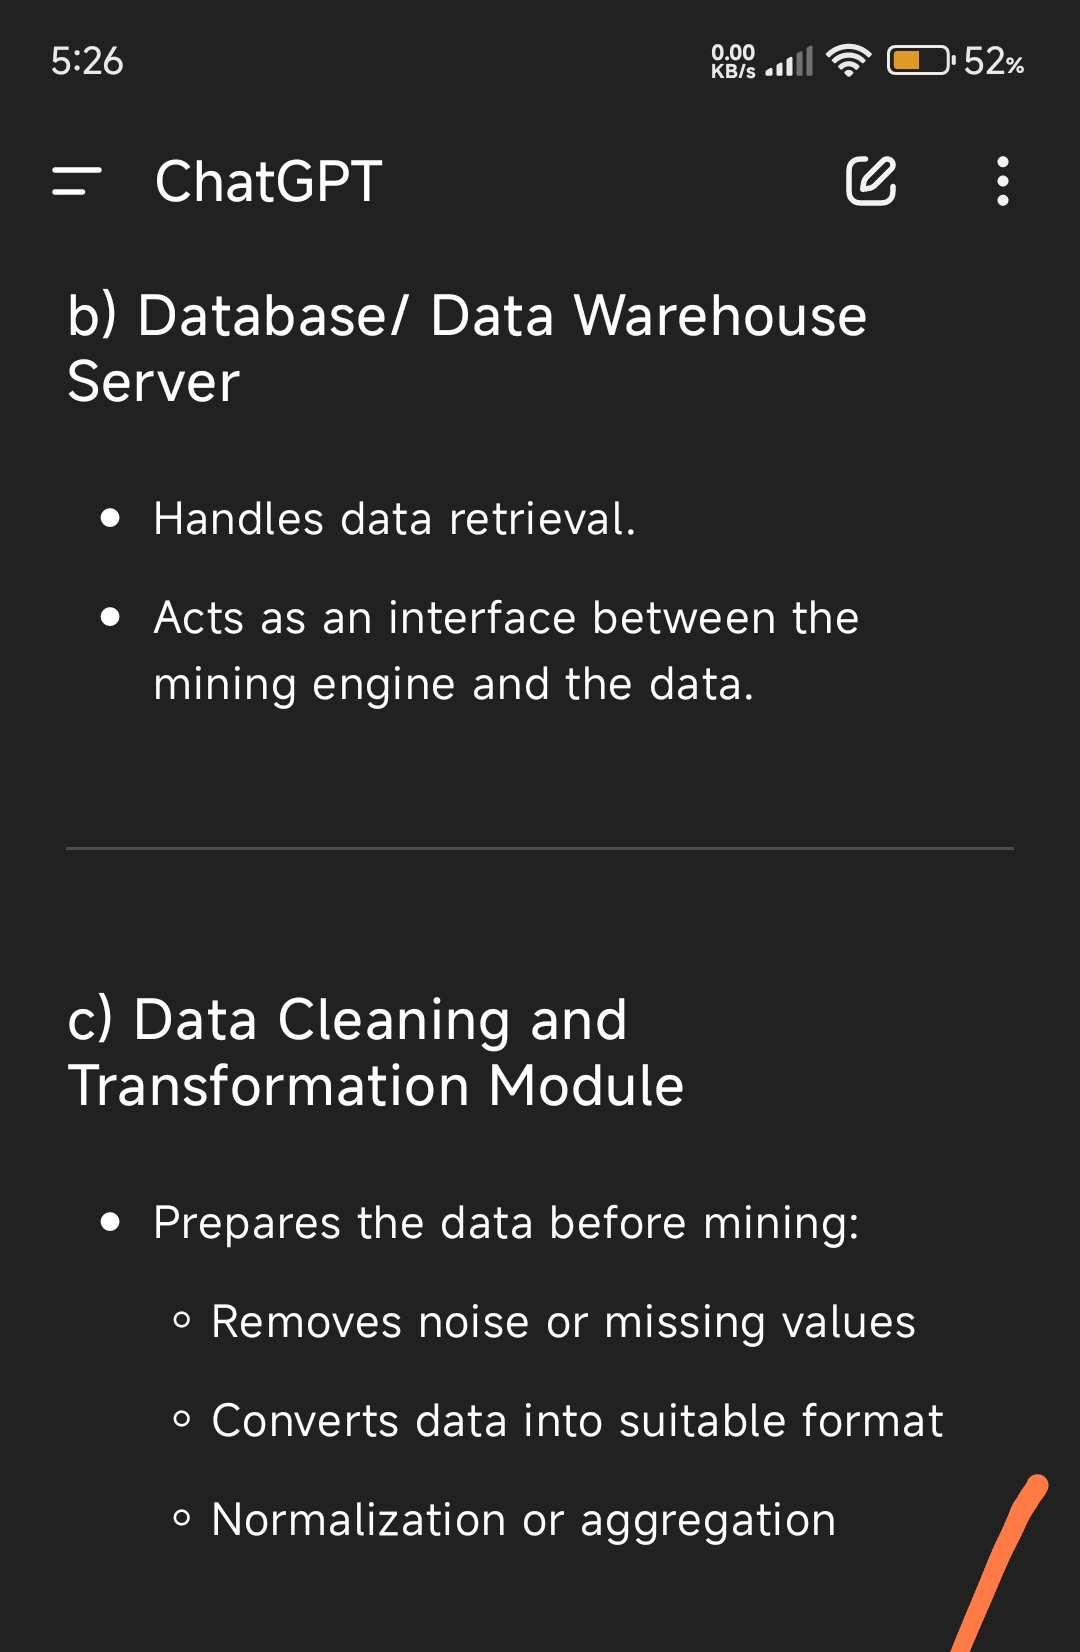 5:26
0.00
KB/s
52%
ChatGPT
b) Database/ Data Warehouse
Server
Handles data retrieval.
Acts as an interface between the
mining engine and the data.
c) Data Cleaning and
Transformation Module
Prepares the data before mining:
Removes noise or missing values
Converts data into suitable format
Normalization or aggregation